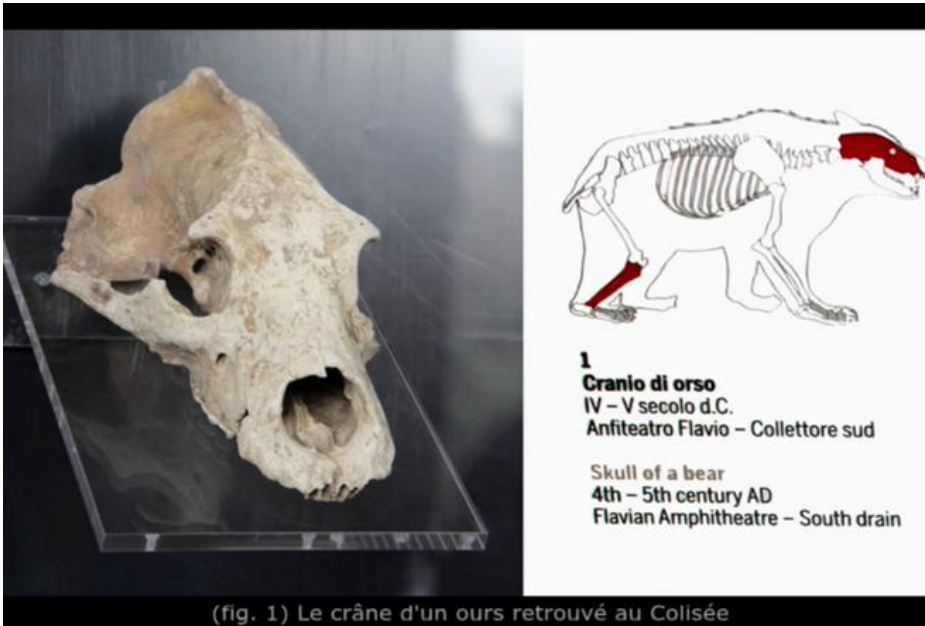 1
Cranio di orso
IV – V secolo d.C.
Anfiteatro Flavio – Collettore sud
Skull of a bear
4th – 5th century AD
Flavian Amphitheatre – South drain
(fig. 1) Le crâne d'un ours retrouvé au Colisée